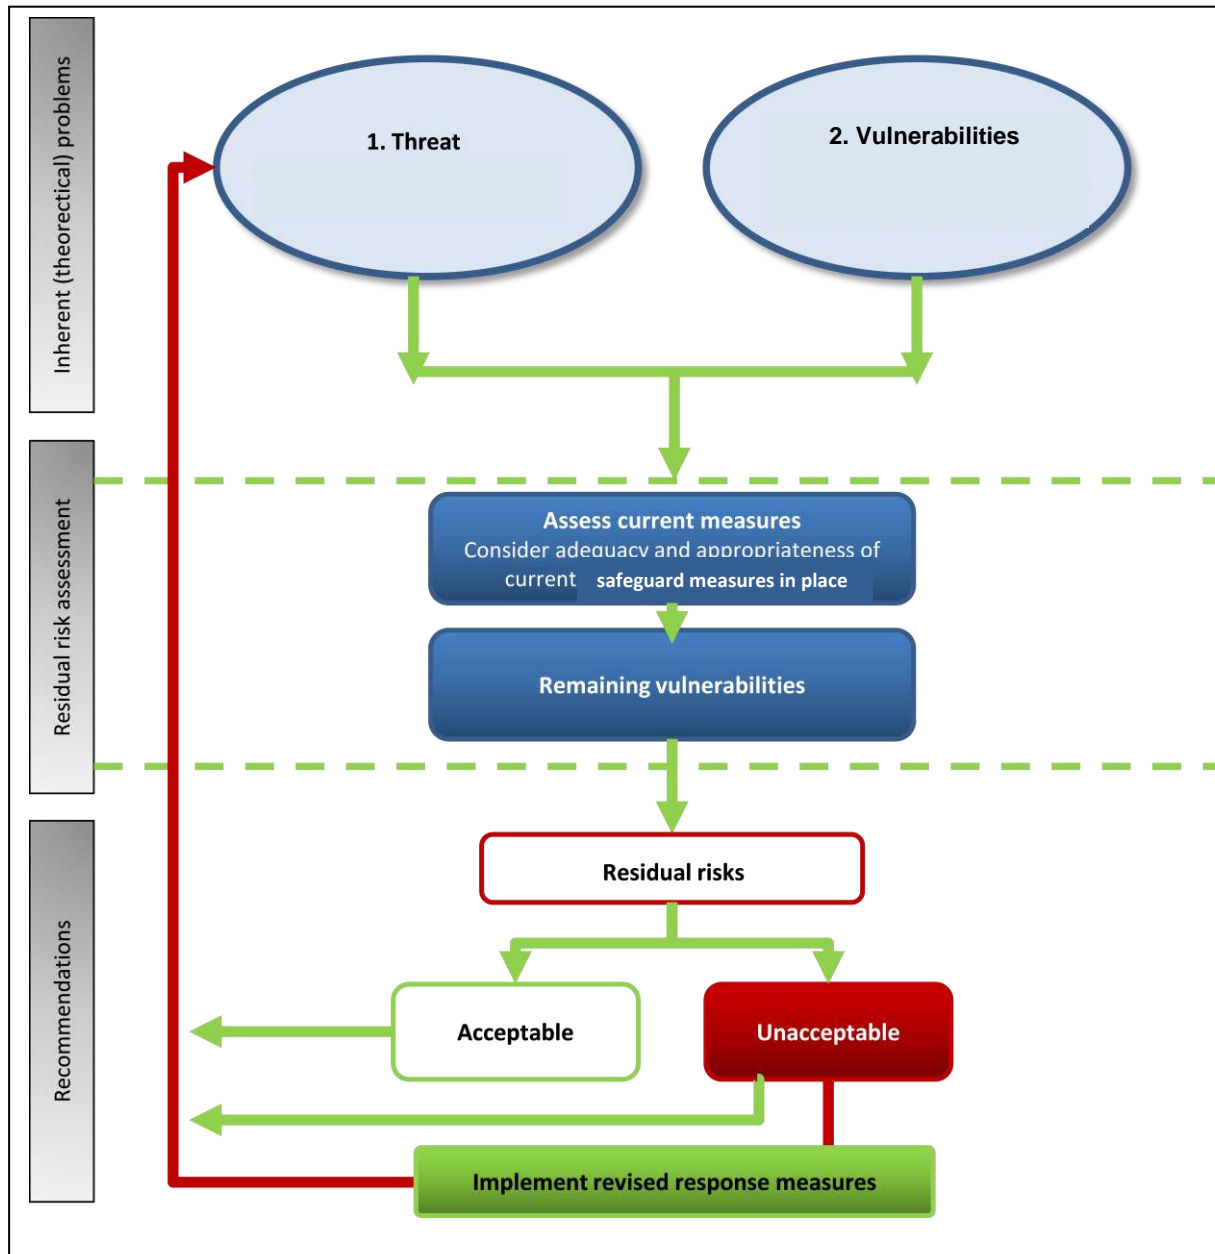 Inherent (theorectical) problems
1. Threat
2. Vulnerabilities
Residual risk assessment
Assess current measures
Consider adequacy and appropriateness of
current safeguard measures in place
Remaining vulnerabilities
Recommendations
Residual risks
Acceptable
Unacceptable
Implement revised response measures